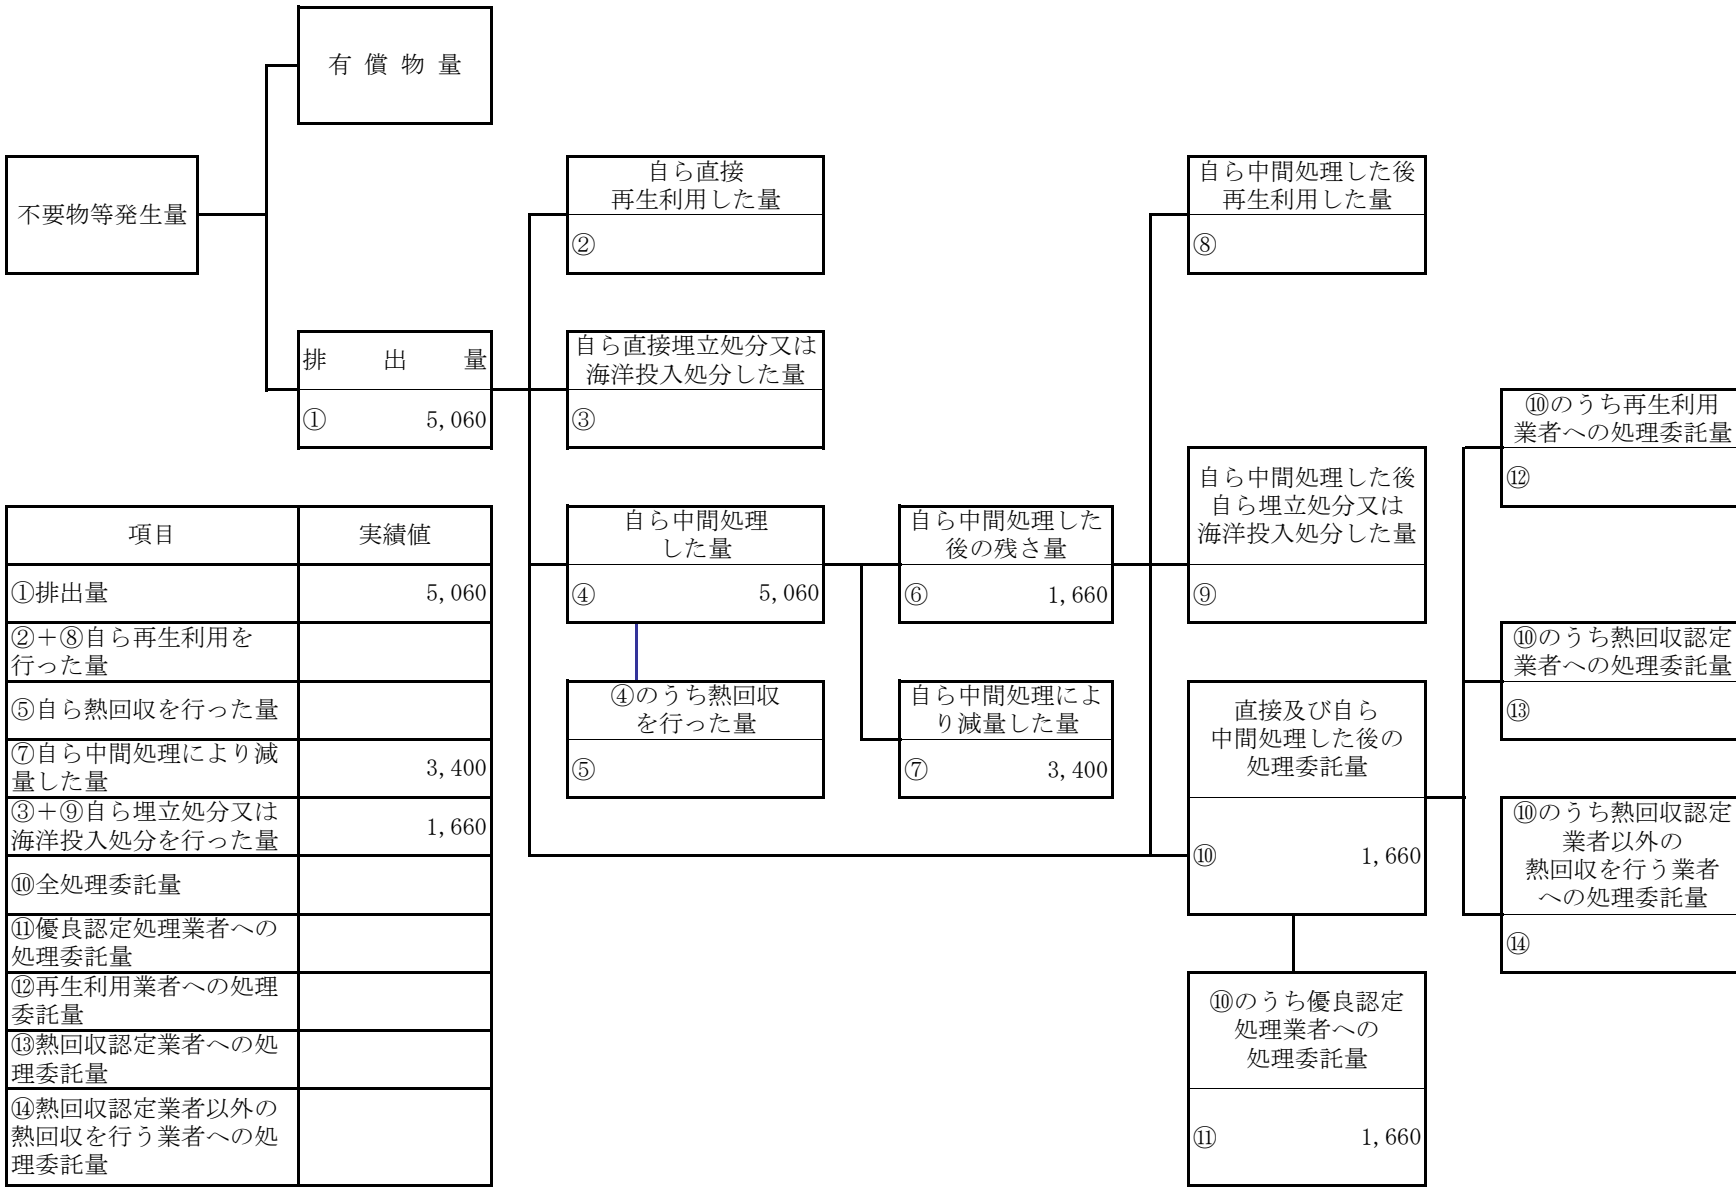 有償物量
不要物等発生量
自ら直接
再生利用した量
②
自ら中間処理した後
再生利用した量
⑧
排出量
① 5,060
自ら直接埋立処分又は
海洋投入処分した量
③
⑩のうち再生利用
業者への処理委託量
⑫
自ら中間処理した後
自ら埋立処分又は
海洋投入処分した量
⑨
自ら中間処理
した量
④ 5,060
自ら中間処理した
後の残さ量
⑥ 1,660
④のうち熱回収
を行った量
⑤
自ら中間処理によ
り減量した量
⑦ 3,400
⑩のうち熱回収認定
業者への処理委託量
⑬
直接及び自ら
中間処理した後の
処理委託量
⑩ 1,660
⑩のうち熱回収認定
業者以外の
熱回収を行う業者
への処理委託量
⑭
⑩のうち優良認定
処理業者への
処理委託量
⑪ 1,660
項目 実績値
①排出量 5,060
②+⑧自ら再生利用を
行った量
⑤自ら熱回収を行った量
⑦自ら中間処理により減
量した量 3,400
③+⑨自ら埋立処分又は
海洋投入処分を行った量 1,660
⑩全処理委託量
⑪優良認定処理業者への
処理委託量
⑫再生利用業者への処理
委託量
⑬熱回収認定業者への処
理委託量
⑭熱回収認定業者以外の
熱回収を行う業者への処
理委託量